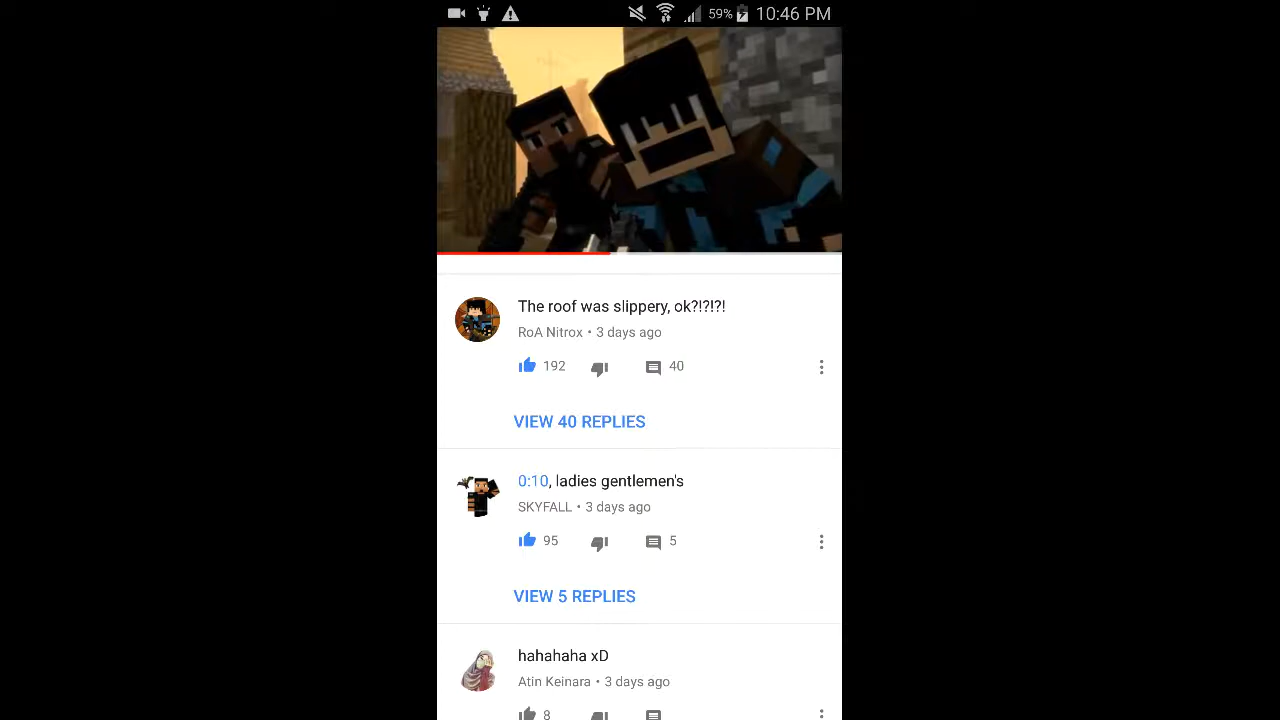 59% 10:46 PM
The roof was slippery, ok?!?!?!
RoA Nitrox • 3 days ago
192 40
VIEW 40 REPLIES
0:10, ladies gentlemen's
SKYFALL • 3 days ago
95 5
VIEW 5 REPLIES
hahahaha xD
Atin Keinara • 3 days ago
8